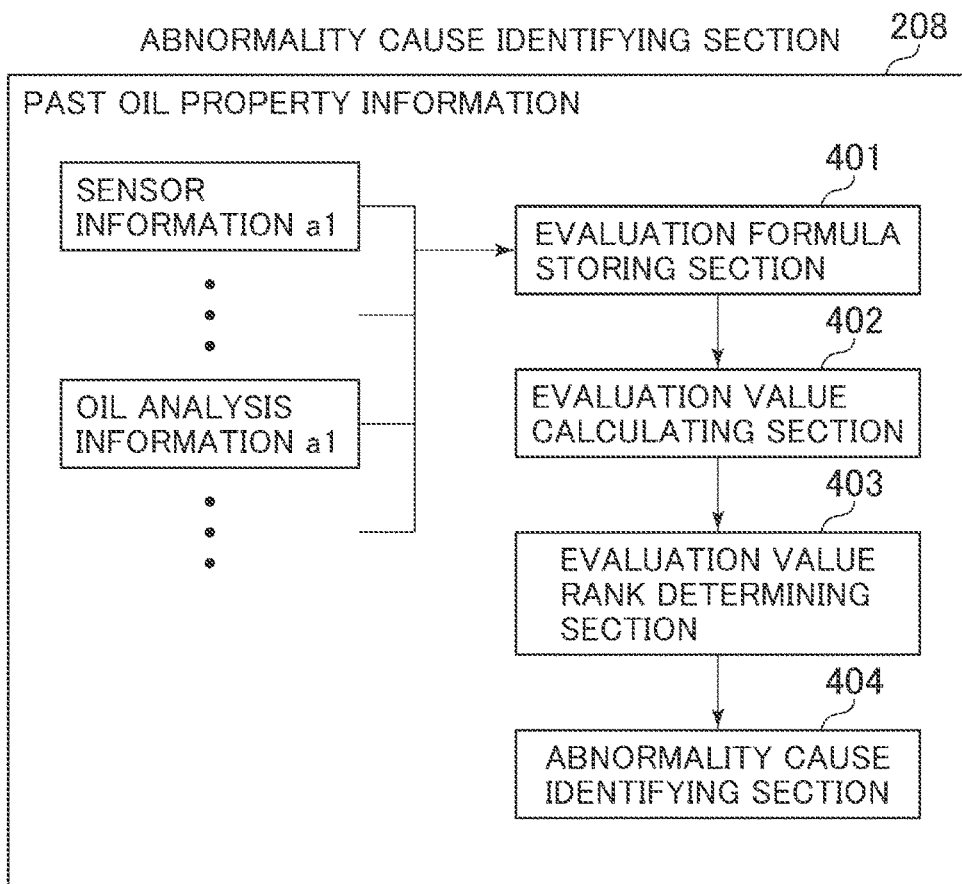 ABNORMALITY CAUSE IDENTIFYING SECTION
208
PAST OIL PROPERTY INFORMATION
SENSOR
INFORMATION a1
OIL ANALYSIS
INFORMATION a1
401
EVALUATION FORMULA
STORING SECTION
402
EVALUATION VALUE
CALCULATING SECTION
403
EVALUATION VALUE
RANK DETERMINING
SECTION
404
ABNORMALITY CAUSE
IDENTIFYING SECTION